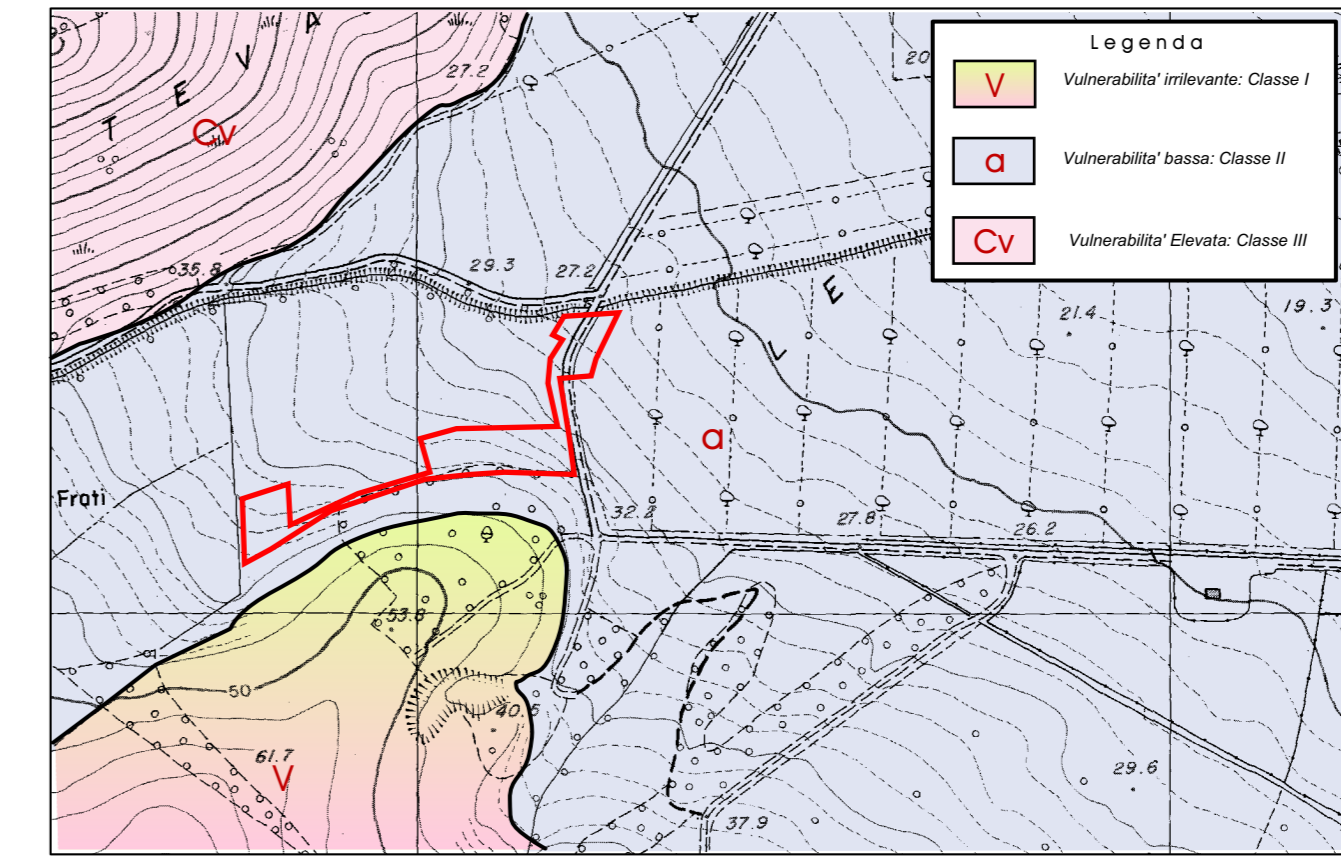 Legenda
V Vulnerabilita' irrilevante: Classe I
a Vulnerabilita' bassa: Classe II
Cv Vulnerabilita' Elevata: Classe III
T E V A
27.2
20
Cv
35.8
29.3
27.2
L E
21.4
19.3
a
Frati
32.2
27.8
26.2
53.8
50
40.5
61.7
V
29.6
37.9